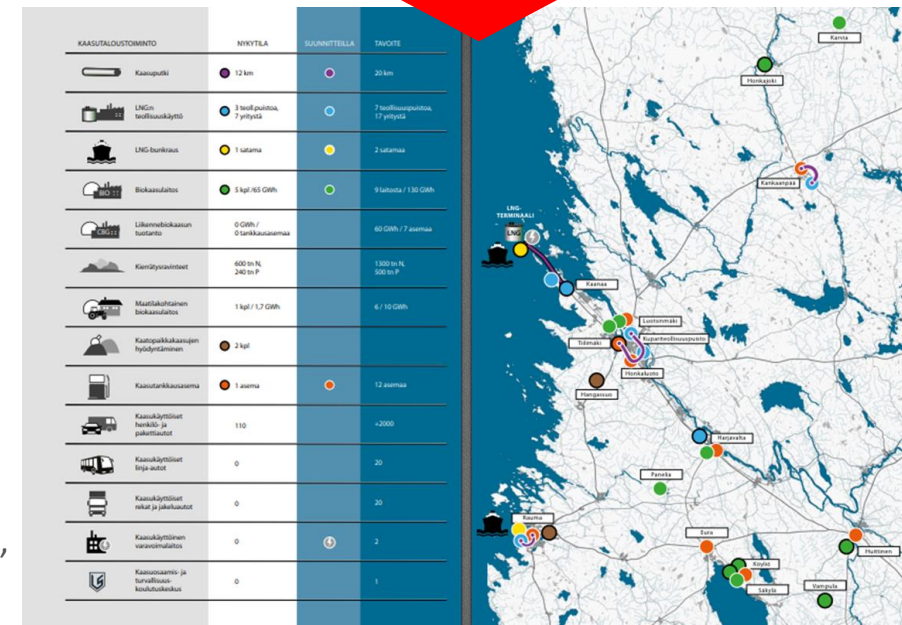 KAASUTALOUSTOIMINTO NYKYTILA SUUNNITTEILLA TAVOITE
Kaasuputki 12 km 20 km
LNG:n
teollisuuskäyttö
3 teoll.puistoa,
7 yritystä
7 teollisuuspuistoa,
17 yritystä
LNG-bunkraus 1 satama 2 satamaa
BIO
Biokaasulaitos 5 kpl /65 GWh 9 laitosta / 130 GWh
CBG
Liikennebiokaasun
tuotanto
0 GWh /
0 tankkausasemaa
60 GWh / 7 asemaa
Kierrätysravinteet
600 tn N,
240 tn P
1300 tn N,
500 tn P
Maatilakohtainen
biokaasulaitos
1 kpl / 1,7 GWh 6 / 10 GWh
Kaatopaikkakaasujen
hyödyntäminen
2 kpl
Kaasutankkausasema 1 asema 12 asemaa
Kaasukäyttöiset
henkilö- ja
pakettiautot
110 +2000
Kaasukäyttöiset
linja-autot
0 20
Kaasukäyttöiset
rekat ja jakeluautot
0 20
Kaasukäyttöinen
varavoimalaitos
0 2
Kaasuosaamis- ja
turvallisuus-
koulutuskeskus
0 1
,
Karvia
Honkajoki
Kankaanpää
LNG-
TERMINAALI
LNG
Kaanaa
Luotsinmäki
Kupariteollisuuspuisto
Tiilimäki
Honkaluoto
Hangassuo
Harjavalta
Panelia
Rauma
Eura
Huittinen
Köyliö
Säkylä
Vampula